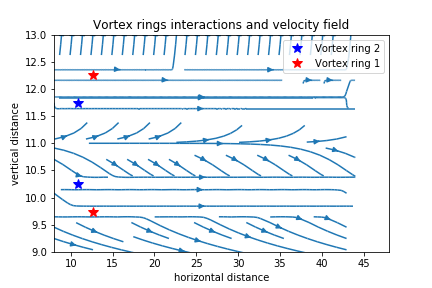 Vortex rings interactions and velocity field
Vortex ring 2
Vortex ring 1
vertical distance
13.0
12.5
12.0
11.5
11.0
10.5
10.0
9.5
9.0
10 15 20 25 30 35 40 45
horizontal distance